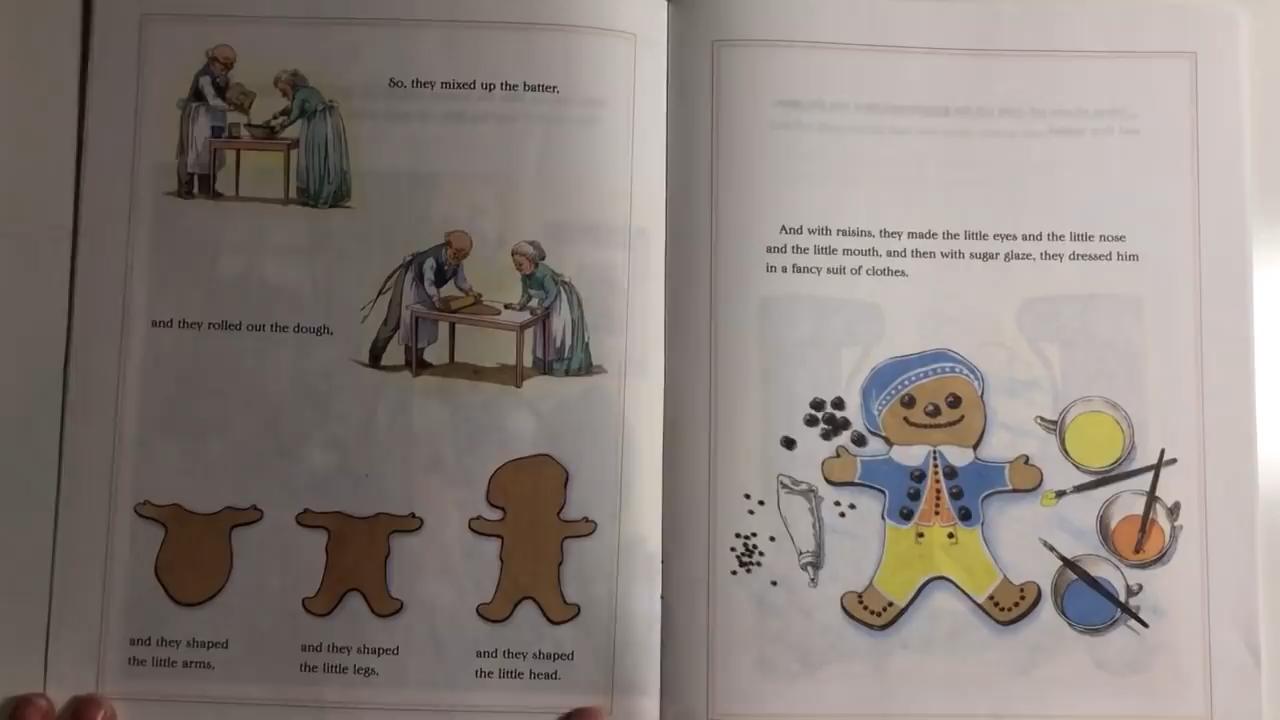 So, they mixed up the batter,
and they rolled out the dough,
and they shaped
the little arms,
and they shaped
the little legs,
and they shaped
the little head.
And with raisins, they made the little eyes and the little nose
and the little mouth, and then with sugar glaze, they dressed him
in a fancy suit of clothes.